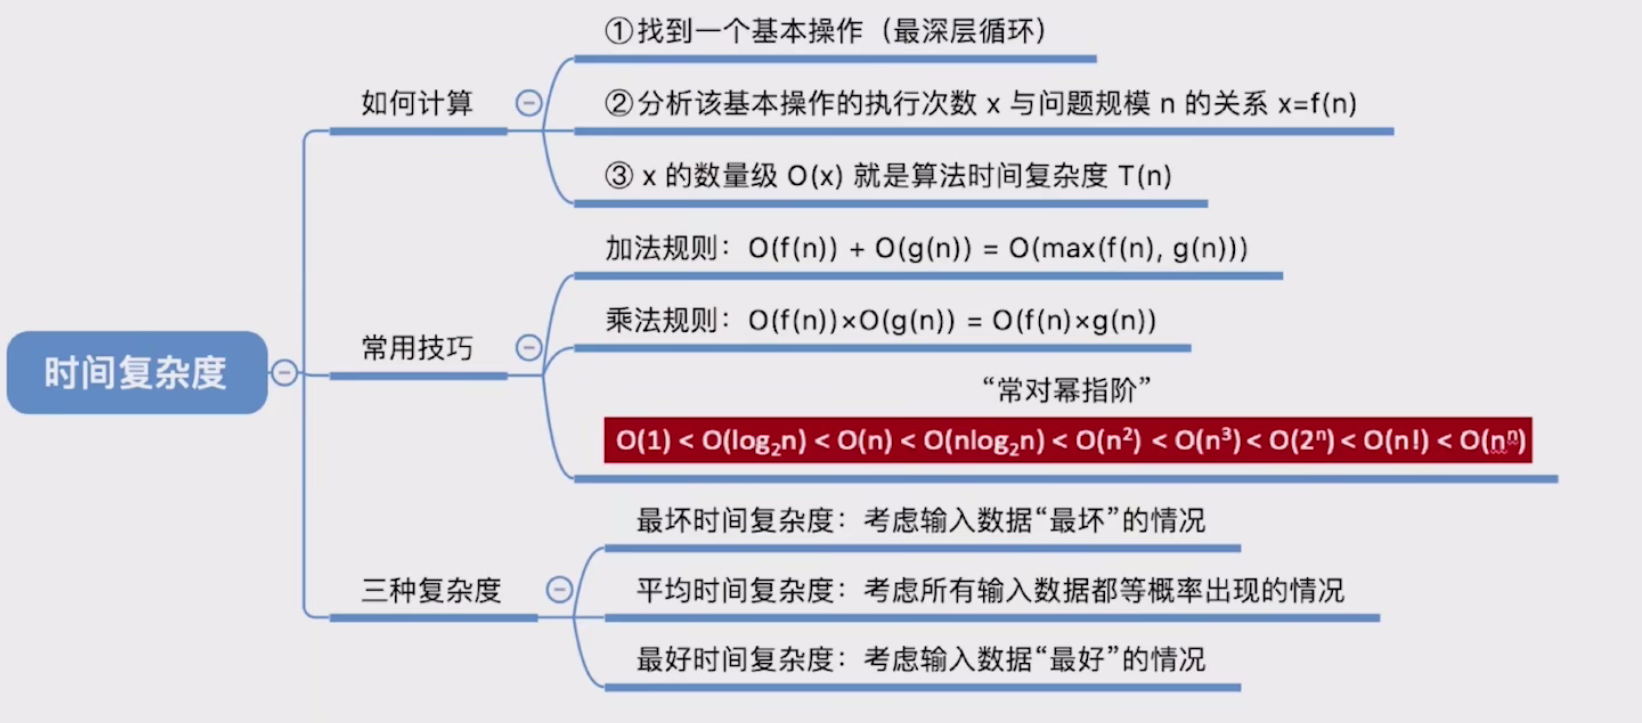 时间复杂度
如何计算
①找到一个基本操作（最深层循环）
②分析该基本操作的执行次数 x 与问题规模 n 的关系 x=f(n)
③ x 的数量级 O(x) 就是算法时间复杂度 T(n)
常用技巧
加法规则：O(f(n)) + O(g(n)) = O(max(f(n), g(n)))
乘法规则：O(f(n))×O(g(n)) = O(f(n)×g(n))
“常对幂指阶”
O(1) < O(log₂n) < O(n) < O(nlog₂n) < O(n²) < O(n³) < O(2ⁿ) < O(n!) < O(nⁿ)
三种复杂度
最坏时间复杂度：考虑输入数据“最坏”的情况
平均时间复杂度：考虑所有输入数据都等概率出现的情况
最好时间复杂度：考虑输入数据“最好”的情况